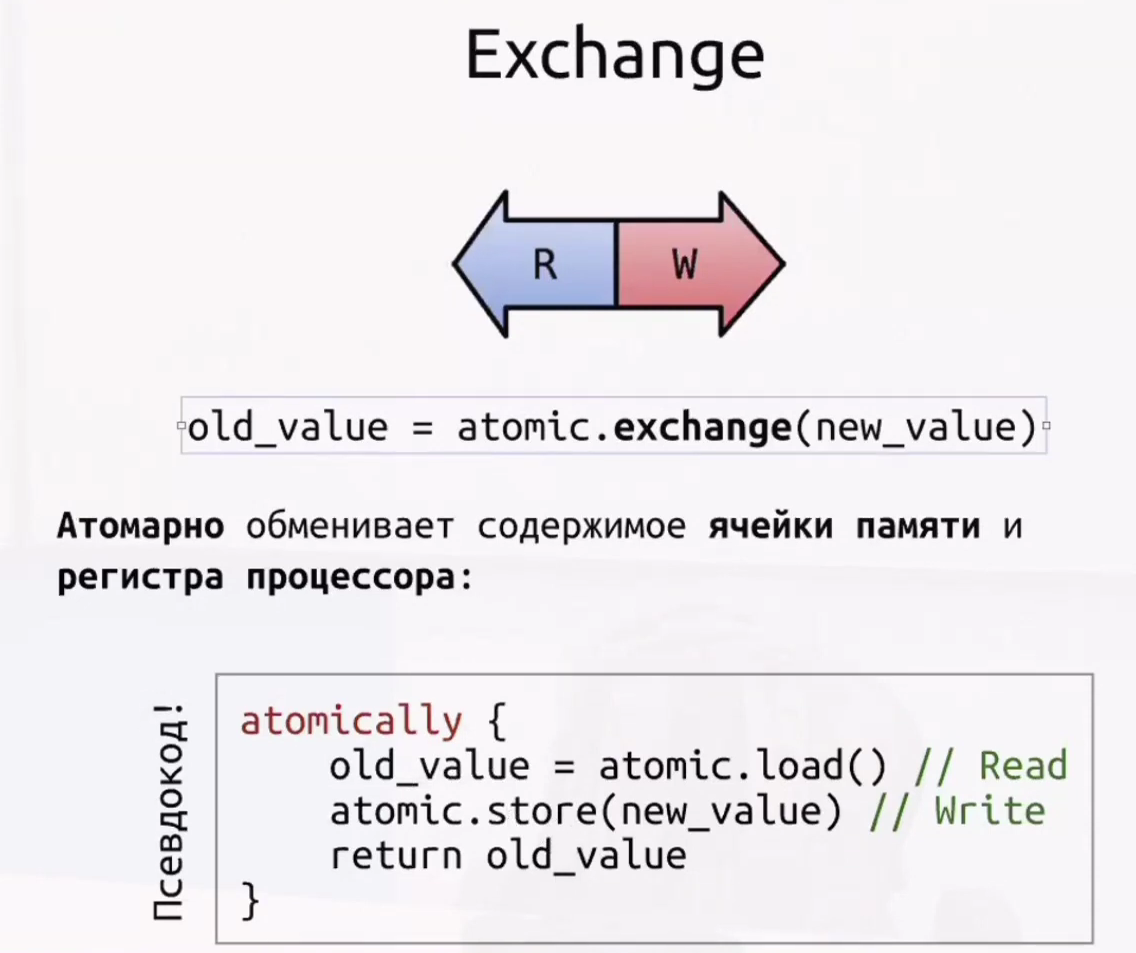 Exchange
R W
old_value = atomic.exchange(new_value)
Атомарно обменивает содержимое ячейки памяти и
регистра процессора:
Псевдокод!
atomically {
    old_value = atomic.load() // Read
    atomic.store(new_value) // Write
    return old_value
}